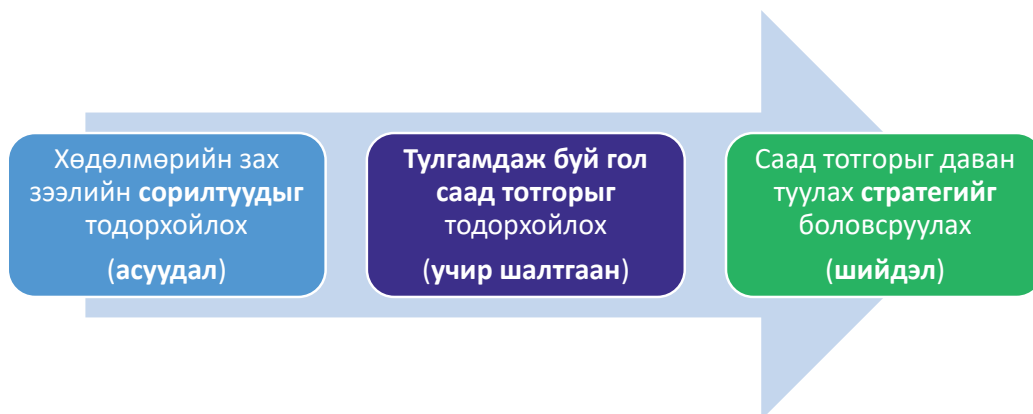 Хөдөлмөрийн зах
зээлийн сорилтуудыг
тодорхойлох
(асуудал)
Тулгамдаж буй гол
саад тотгорыг
тодорхойлох
(учир шалтгаан)
Саад тотгорыг даван
туулах стратегийг
боловсруулах
(шийдэл)